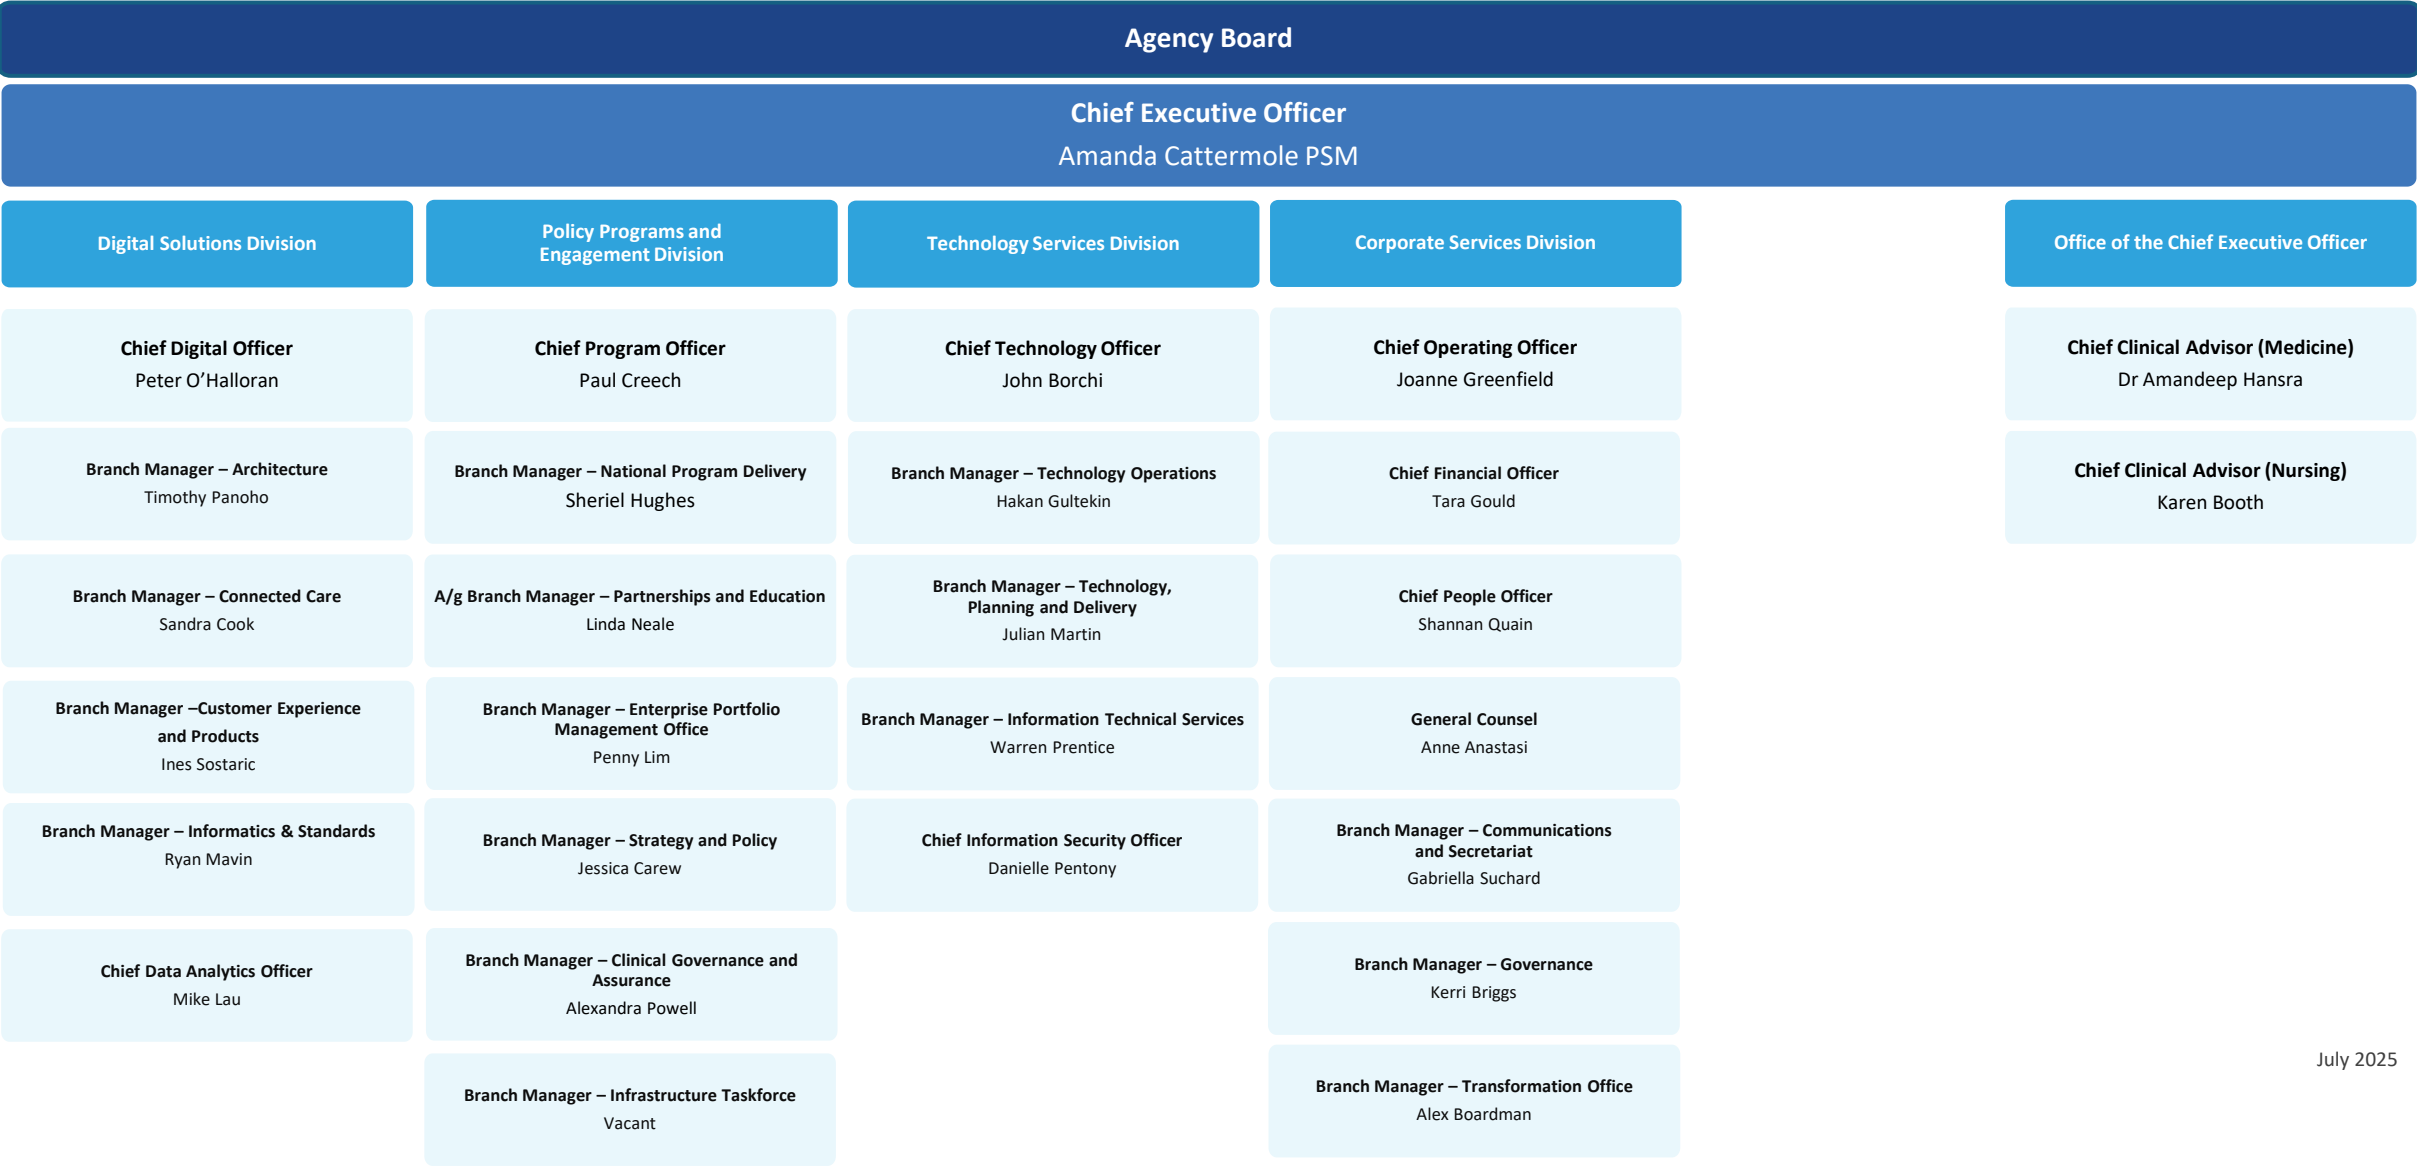 Agency Board
Chief Executive Officer
Amanda Cattermole PSM
Digital Solutions Division
Chief Digital Officer
Peter O’Halloran
Branch Manager – Architecture
Timothy Panoho
Branch Manager – Connected Care
Sandra Cook
Branch Manager –Customer Experience
and Products
Ines Sostaric
Branch Manager – Informatics & Standards
Ryan Mavin
Chief Data Analytics Officer
Mike Lau
Policy Programs and
Engagement Division
Chief Program Officer
Paul Creech
Branch Manager – National Program Delivery
Sheriel Hughes
A/g Branch Manager – Partnerships and Education
Linda Neale
Branch Manager – Enterprise Portfolio
Management Office
Penny Lim
Branch Manager – Strategy and Policy
Jessica Carew
Branch Manager – Clinical Governance and
Assurance
Alexandra Powell
Branch Manager – Infrastructure Taskforce
Vacant
Technology Services Division
Chief Technology Officer
John Borchi
Branch Manager – Technology Operations
Hakan Gultekin
Branch Manager – Technology,
Planning and Delivery
Julian Martin
Branch Manager – Information Technical Services
Warren Prentice
Chief Information Security Officer
Danielle Pentony
Corporate Services Division
Chief Operating Officer
Joanne Greenfield
Chief Financial Officer
Tara Gould
Chief People Officer
Shannan Quain
General Counsel
Anne Anastasi
Branch Manager – Communications
and Secretariat
Gabriella Suchard
Branch Manager – Governance
Kerri Briggs
Branch Manager – Transformation Office
Alex Boardman
Office of the Chief Executive Officer
Chief Clinical Advisor (Medicine)
Dr Amandeep Hansra
Chief Clinical Advisor (Nursing)
Karen Booth
July 2025